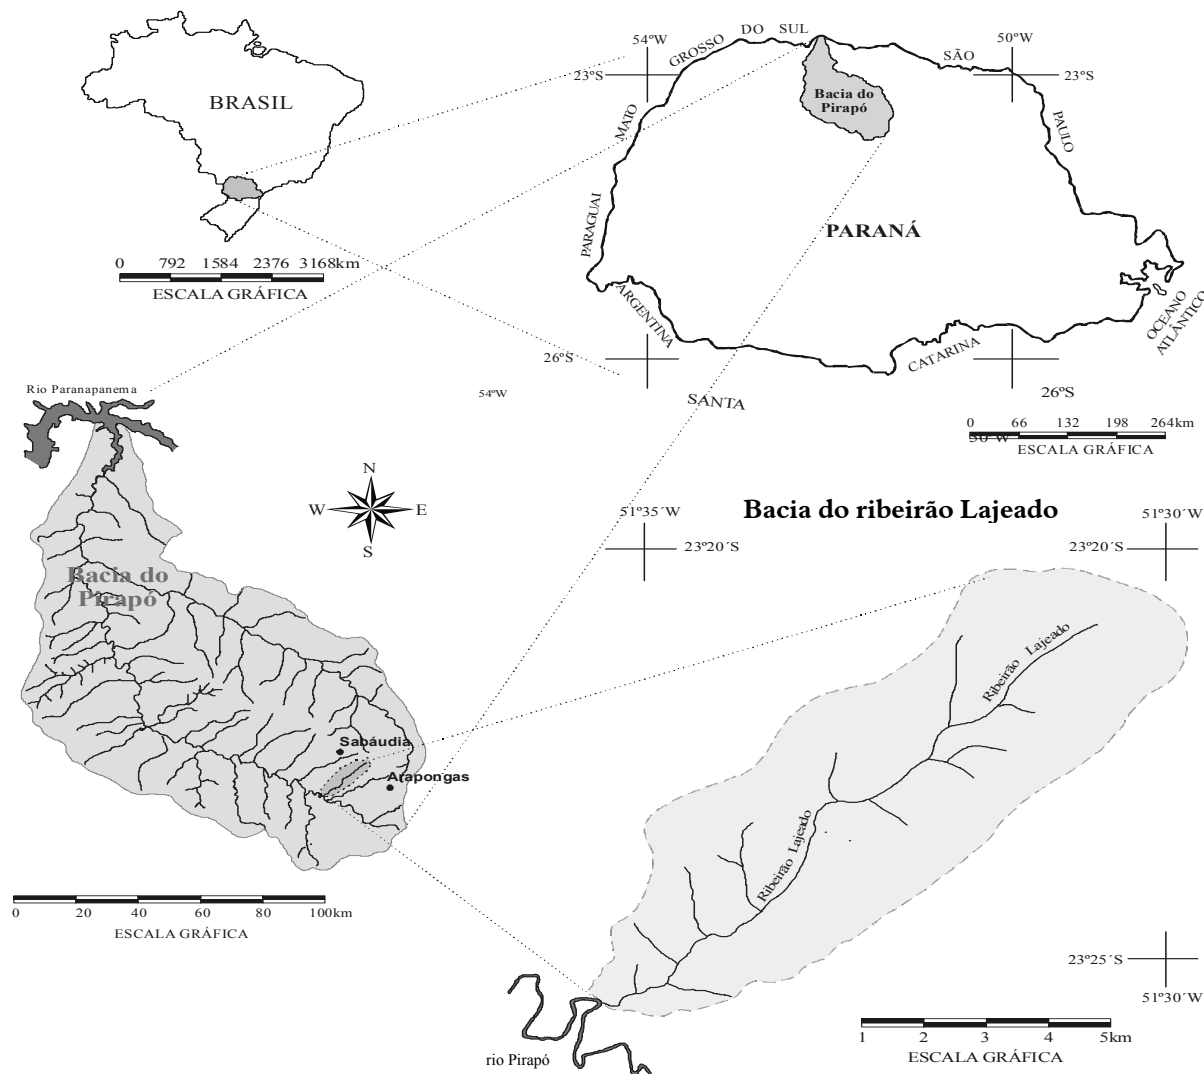 BRASIL
0 792 1584 2376 3168km
ESCALA GRÁFICA
54ºW
MATO GROSSO DO SUL
50ºW
23ºS
SÃO PAULO
23ºS
Bacia do
Pirapó
PARANÁ
PARAGUAI
ARGENTINA
OCEANO
ATLÂNTICO
26ºS
SANTA CATARINA
26ºS
54ºW
0 66 132 198 264km
50ºW
ESCALA GRÁFICA
Rio Paranapanema
N
W E
S
Bacia do
Pirapó
Sabáudia
Arapongas
0 20 40 60 80 100km
ESCALA GRÁFICA
Bacia do ribeirão Lajeado
51º35´W
23º20´S
51º30´W
23º20´S
Ribeirão Lajeado
Ribeirão Lajeado
23º25´S
51º30´W
rio Pirapó
1 2 3 4 5km
ESCALA GRÁFICA